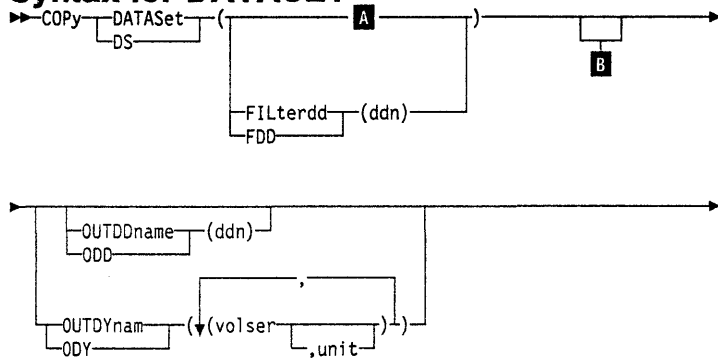 Syntax for DATASET
COPy DATASet ( A )
DS
B
FILterdd (ddn)
FDD
OUTDDname (ddn)
ODD
,
OUTDYnam ( (volser ) )
ODY ,unit